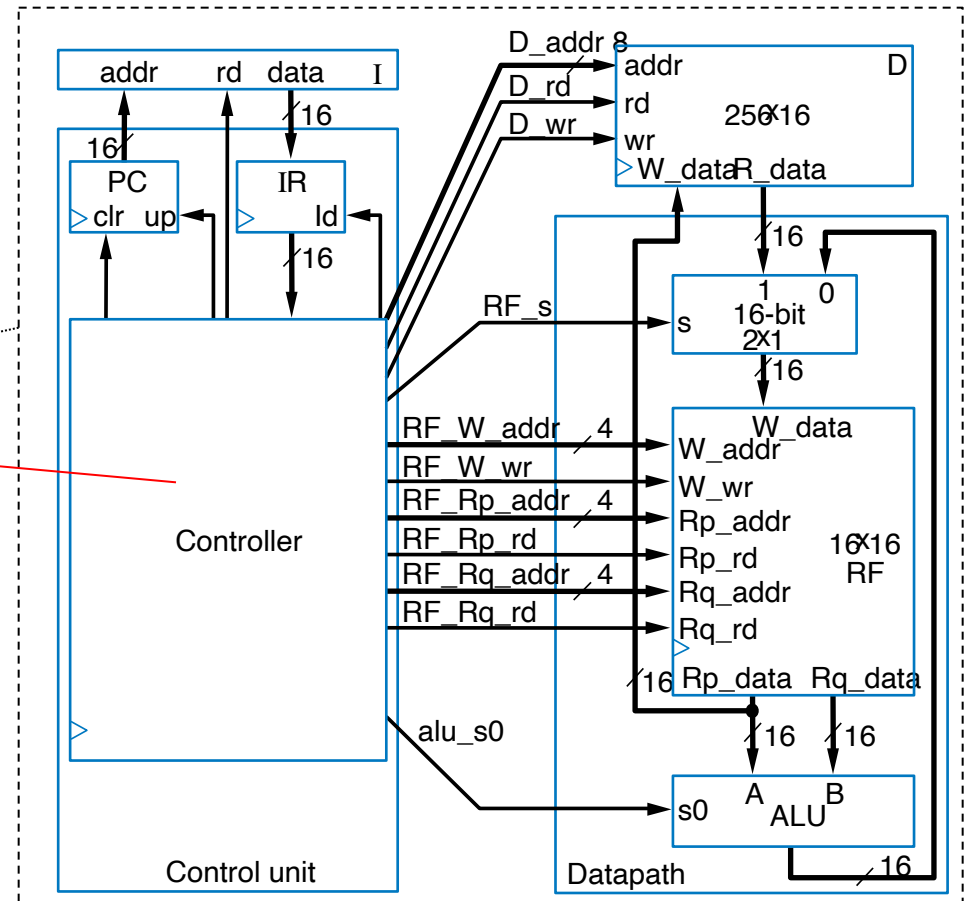 addr rd data I
16
16
PC
clr up
IR
ld
16
Controller
Control unit
D_addr 8
D_rd
D_wr
RF_s
RF_W_addr 4
RF_W_wr
RF_Rp_addr 4
RF_Rp_rd
RF_Rq_addr 4
RF_Rq_rd
alu_s0
addr D
rd
256x16
wr
W_data R_data
16
1 0
16-bit
s
2x1
16
W_data
W_addr
W_wr
Rp_addr
Rp_rd
16x16
RF
Rq_addr
Rq_rd
Rp_data Rq_data
16
16 16
A B
s0 ALU
16
Datapath